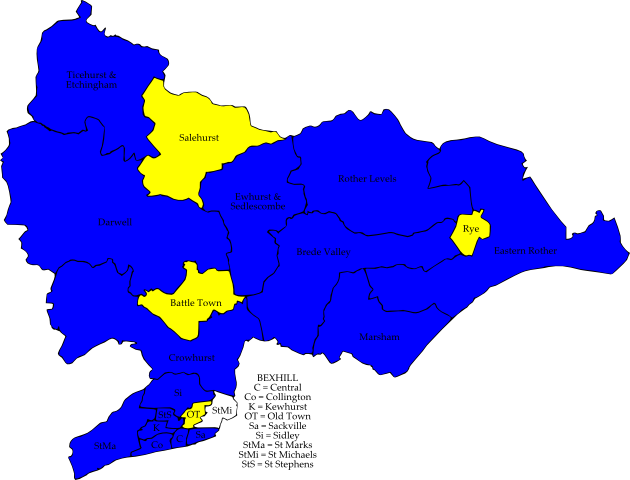 Ticehurst &
Etchingham
Salehurst
Ewhurst &
Sedlescombe
Rother Levels
Darwell
Rye
Brede Valley
Eastern Rother
Battle Town
Marsham
Crowhurst
Si
StS
OT
StMi
K
StMa
Co
C
Sa
BEXHILL
C = Central
Co = Collington
K = Kewhurst
OT = Old Town
Sa = Sackville
Si = Sidley
StMa = St Marks
StMi = St Michaels
StS = St Stephens